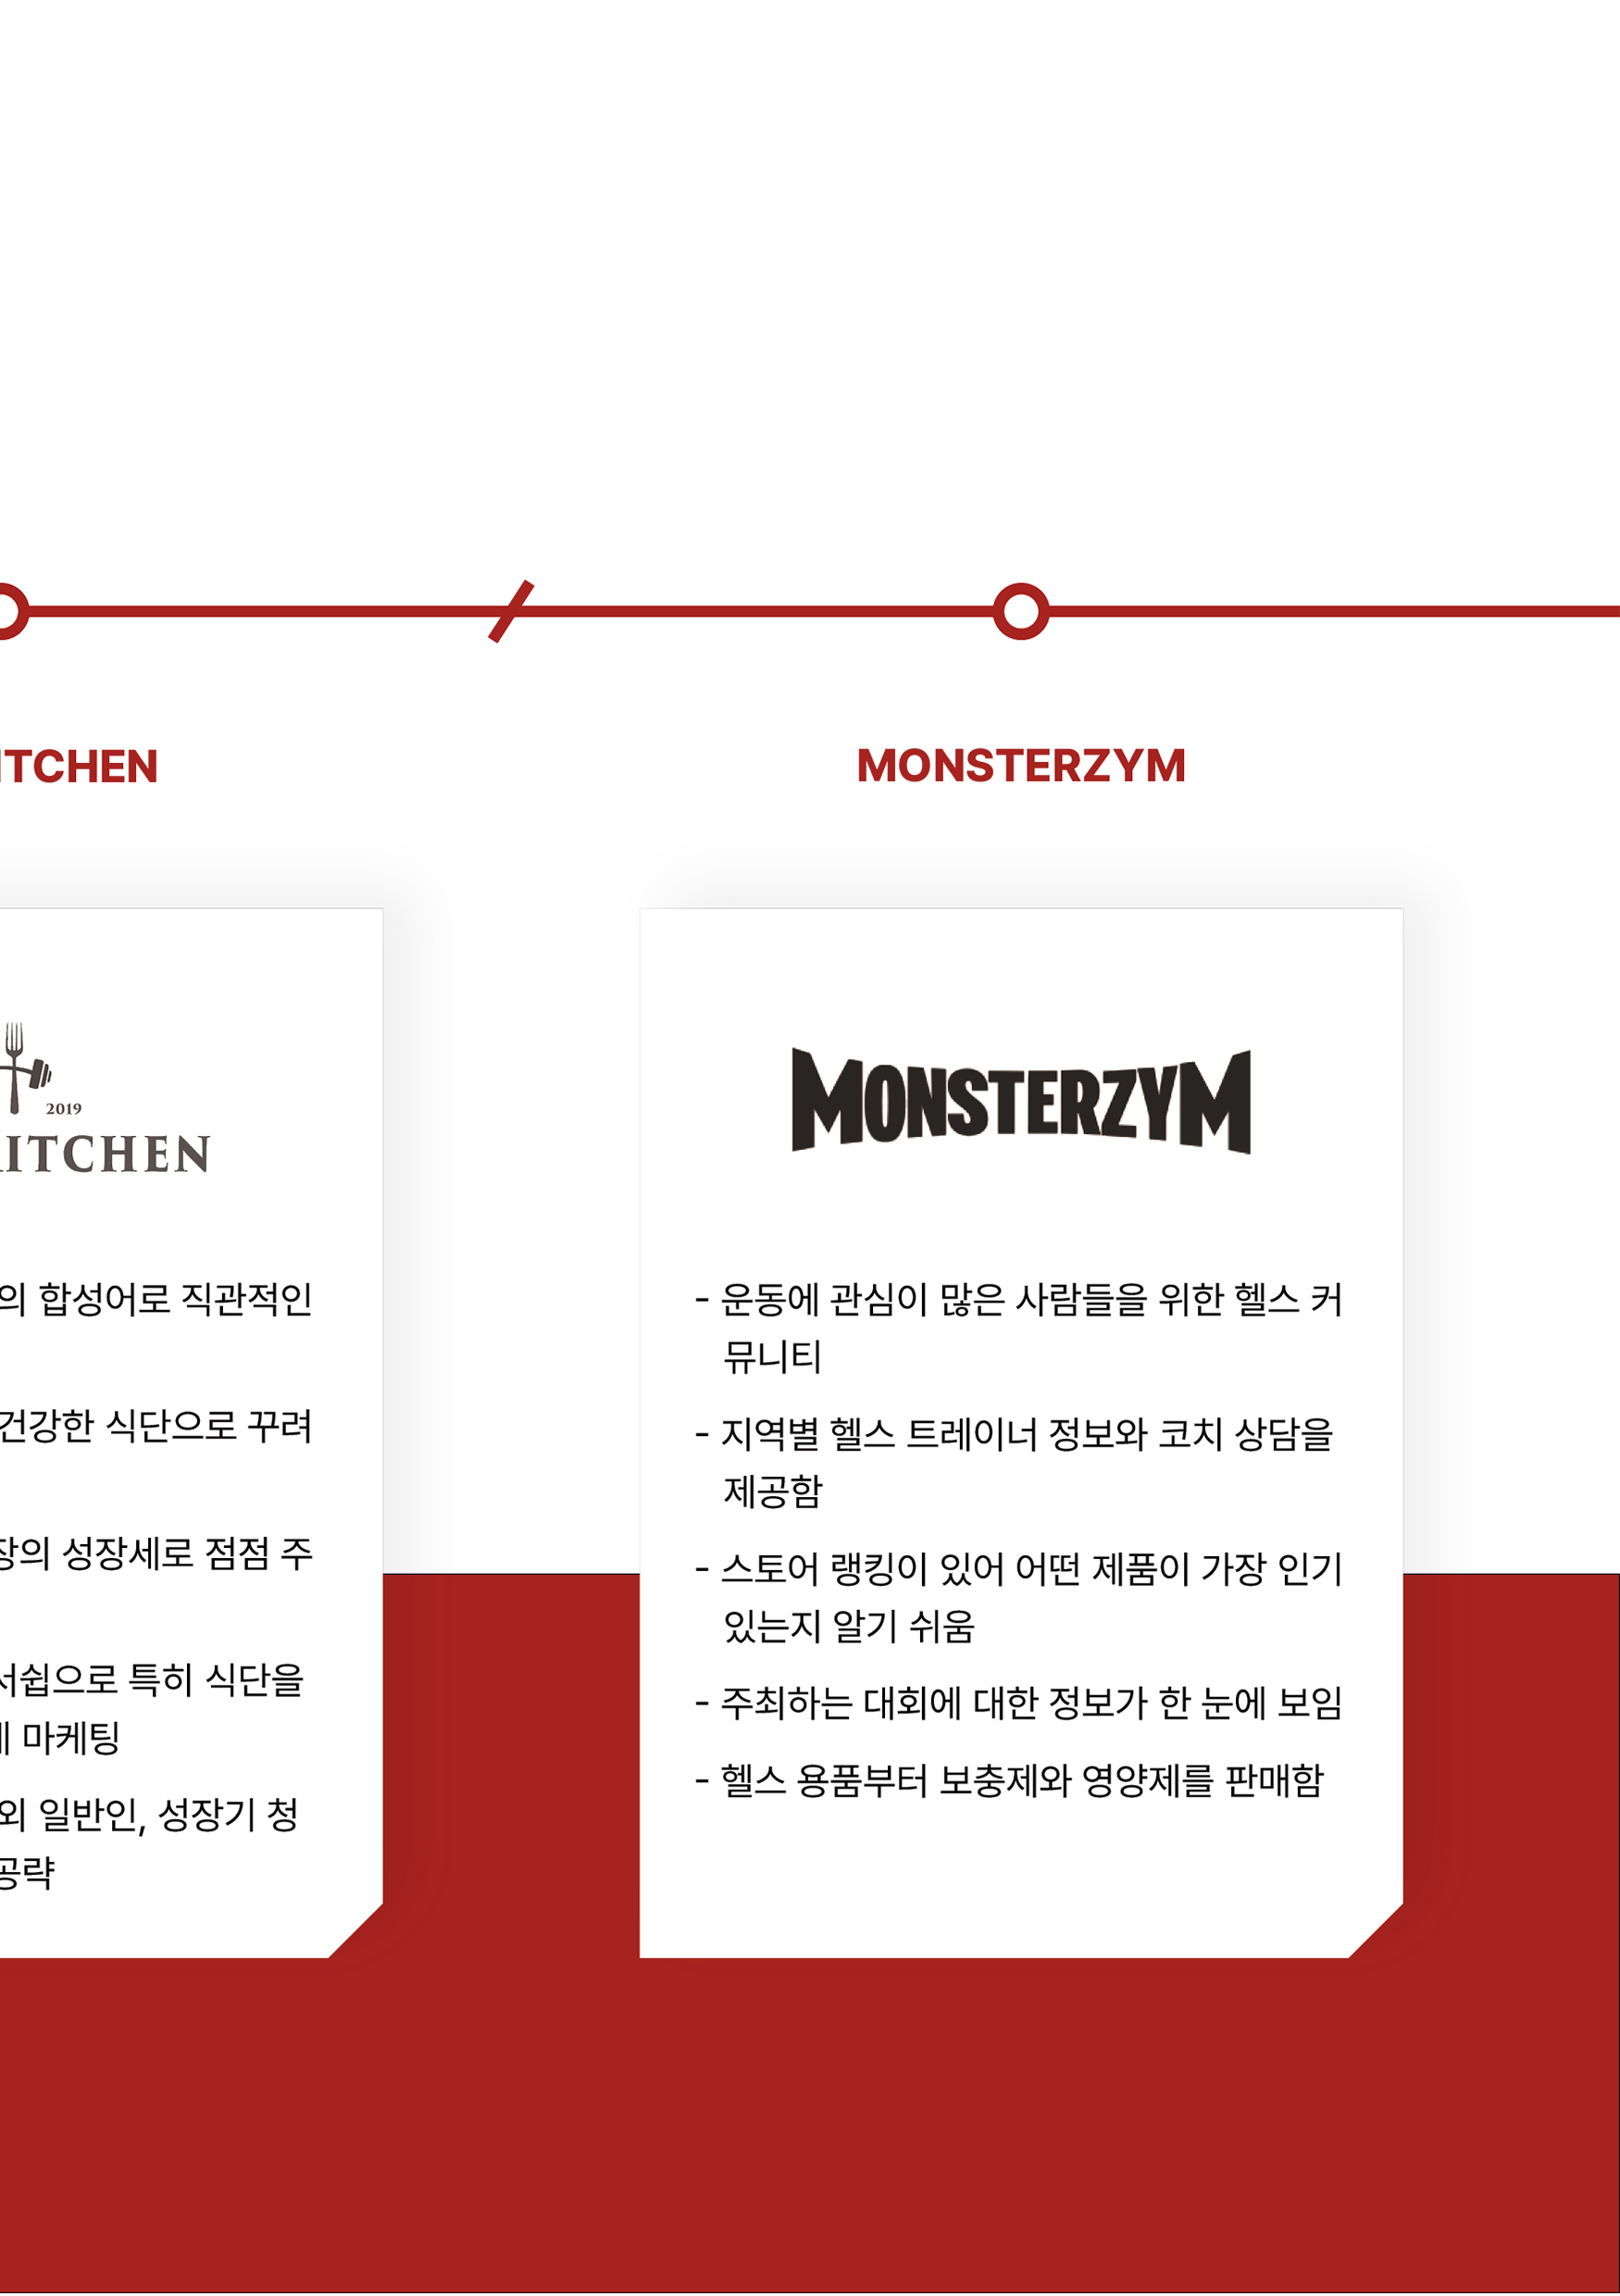 ITCHEN
2019
KITCHEN
의 합성어로 직관적인
건강한 식단으로 꾸려
장의 성장세로 점점 주
서쉽으로 특히 식단을
마케팅
외 일반인, 성장기 청
공략
MONSTERZYM
MONSTERZYM
- 운동에 관심이 많은 사람들을 위한 헬스 커
뮤니티
- 지역별 헬스 트레이너 정보와 코치 상담을
제공함
- 스토어 랭킹이 있어 어떤 제품이 가장 인기
있는지 알기 쉬움
- 주최하는 대회에 대한 정보가 한 눈에 보임
- 헬스 용품부터 보충제와 영양제를 판매함